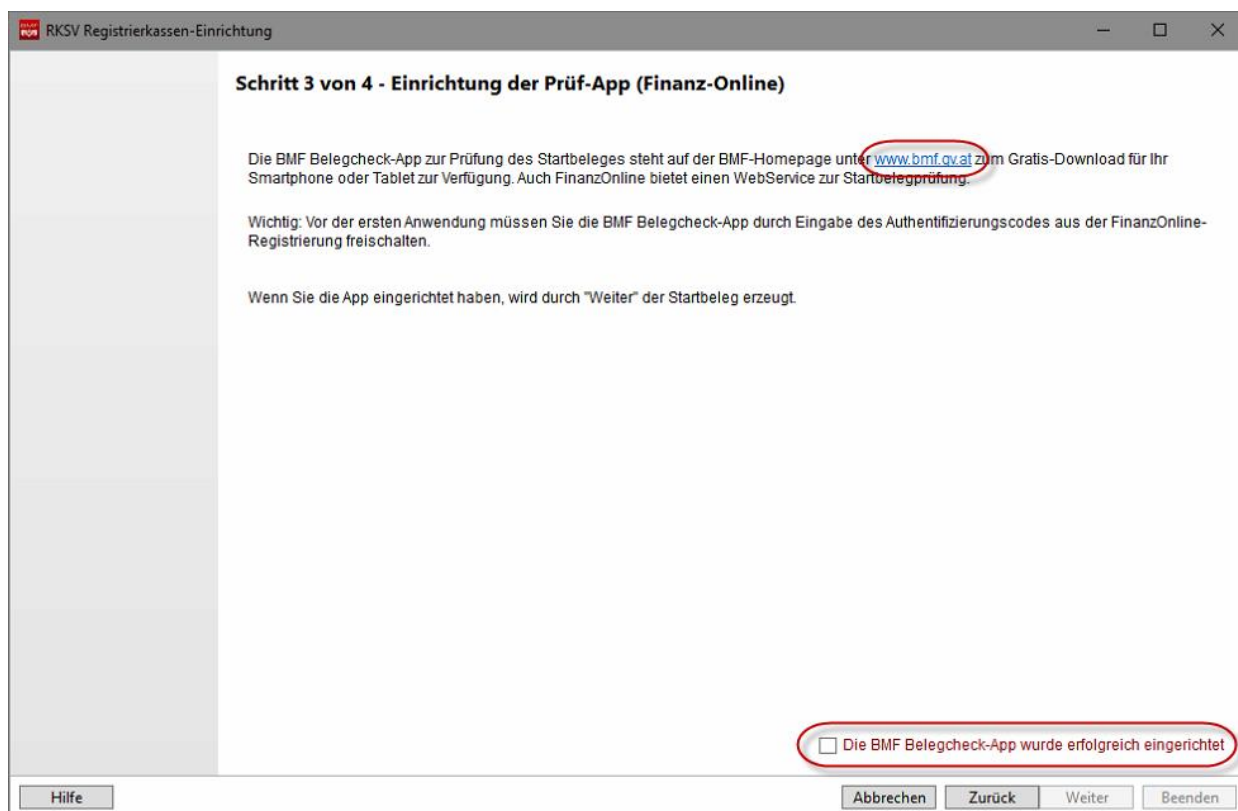 RKSV Registrierkassen-Einrichtung
Schritt 3 von 4 - Einrichtung der Prüf-App (Finanz-Online)
Die BMF Belegcheck-App zur Prüfung des Startbeleges steht auf der BMF-Homepage unter www.bmf.gv.at zum Gratis-Download für Ihr
Smartphone oder Tablet zur Verfügung. Auch FinanzOnline bietet einen WebService zur Startbelegprüfung.
Wichtig: Vor der ersten Anwendung müssen Sie die BMF Belegcheck-App durch Eingabe des Authentifizierungscodes aus der FinanzOnline-
Registrierung freischalten.
Wenn Sie die App eingerichtet haben, wird durch "Weiter" der Startbeleg erzeugt.
Die BMF Belegcheck-App wurde erfolgreich eingerichtet
Hilfe Abbrechen Zurück Weiter Beenden